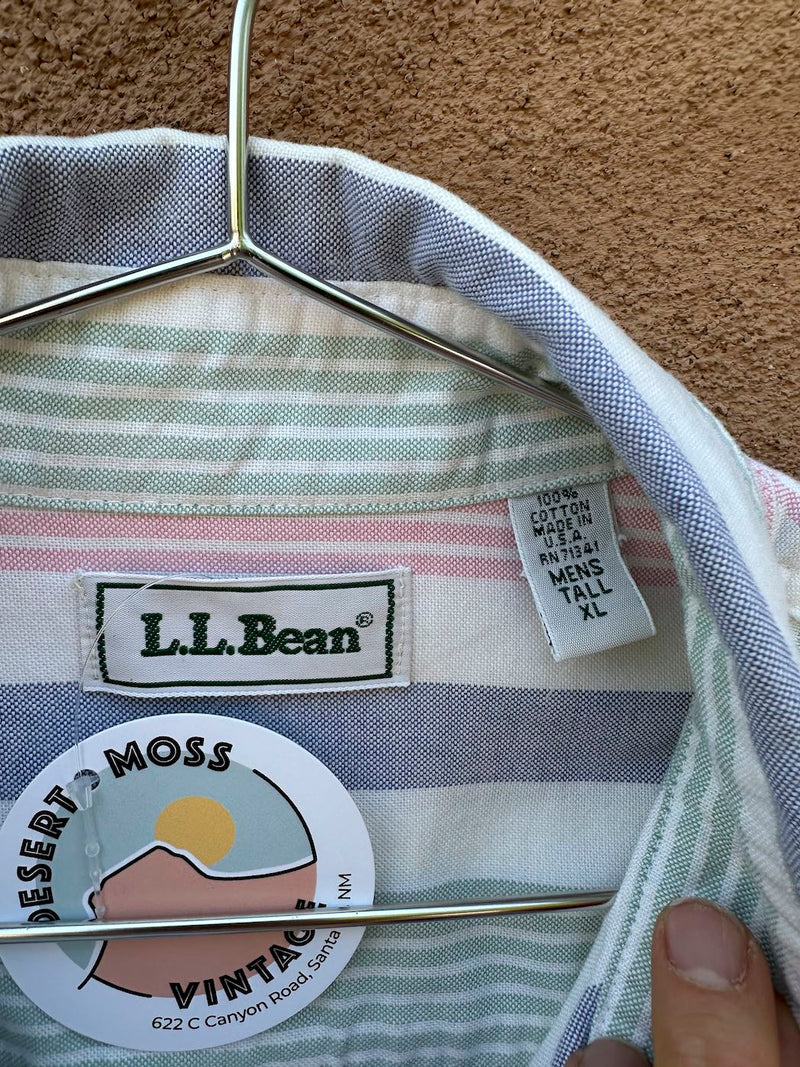 100%
COTTON
MADE IN
U.S.A.
RN 71341
MENS
TALL
XL
L.L.Bean®
DESERT MOSS
VINTAGE
622 C Canyon Road, Santa NM